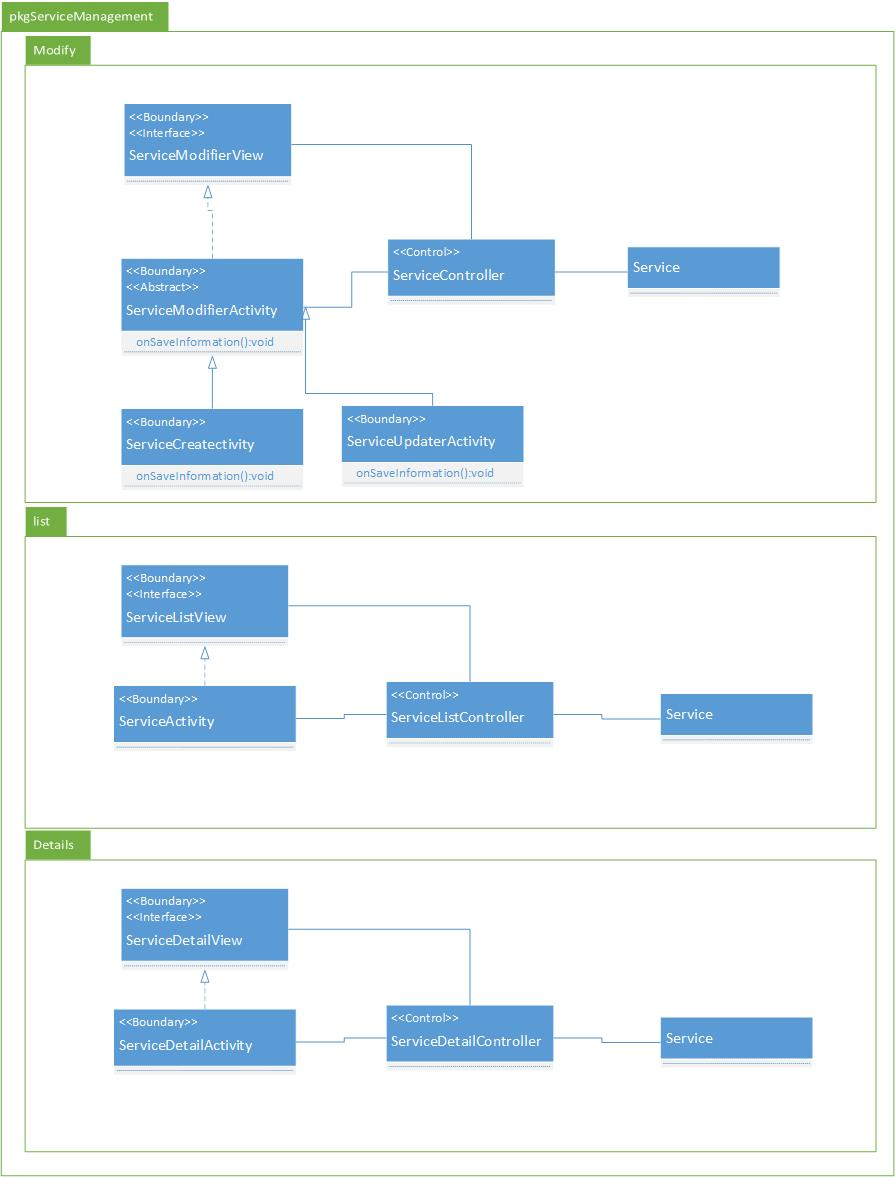 pkgServiceManagement
Modify
<<Boundary>>
<<Interface>>
ServiceModifierView
<<Control>>
ServiceController
Service
<<Boundary>>
<<Abstract>>
ServiceModifierActivity
onSaveInformation():void
<<Boundary>>
ServiceCreatectivity
onSaveInformation():void
<<Boundary>>
ServiceUpdaterActivity
onSaveInformation():void
list
<<Boundary>>
<<Interface>>
ServiceListView
<<Boundary>>
ServiceActivity
<<Control>>
ServiceListController
Service
Details
<<Boundary>>
<<Interface>>
ServiceDetailView
<<Boundary>>
ServiceDetailActivity
<<Control>>
ServiceDetailController
Service